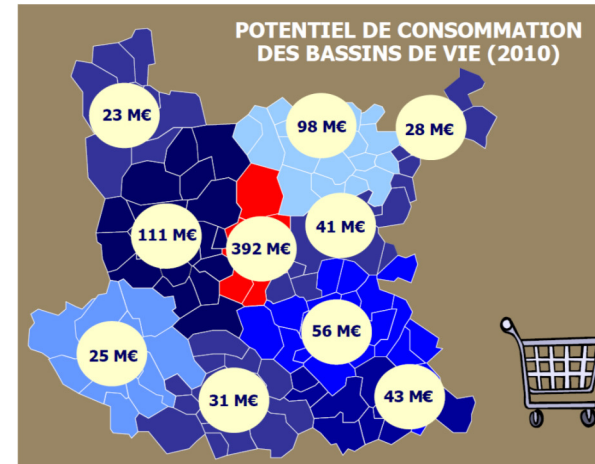 POTENTIEL DE CONSOMMATION
DES BASSINS DE VIE (2010)
23 M€
98 M€
28 M€
111 M€
392 M€
41 M€
56 M€
25 M€
31 M€
43 M€